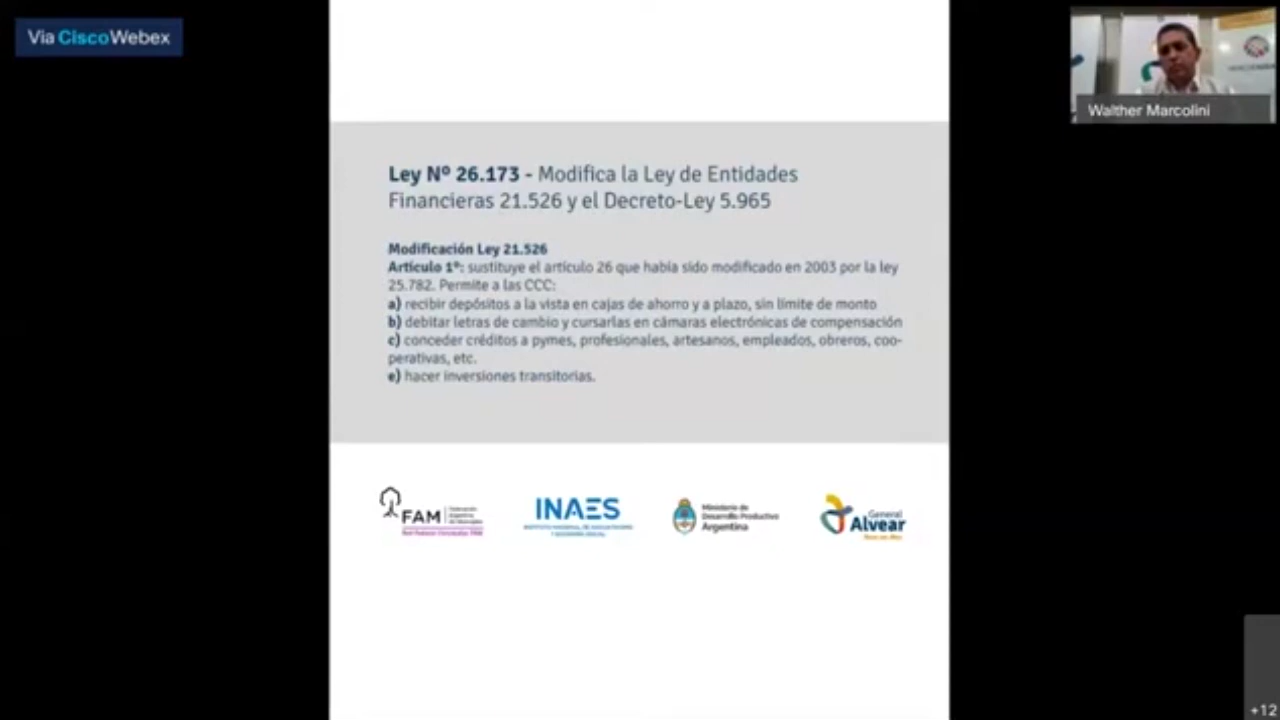 Via Cisco Webex
Walther Marcolini
Ley Nº 26.173 - Modifica la Ley de Entidades
Financieras 21.526 y el Decreto-Ley 5.965
Modificación Ley 21.526
Artículo 1º: sustituye el artículo 26 que había sido modificado en 2003 por la ley
25.782. Permite a las CCC:
a) recibir depósitos a la vista en cajas de ahorro y a plazo, sin límite de monto
b) debitar letras de cambio y cursarlas en cámaras electrónicas de compensación
c) conceder créditos a pymes, profesionales, artesanos, empleados, obreros, coo-
perativas, etc.
e) hacer inversiones transitorias.
FAM
INAES
Ministerio de
Desarrollo Productivo
Argentina
General
Alvear
+12